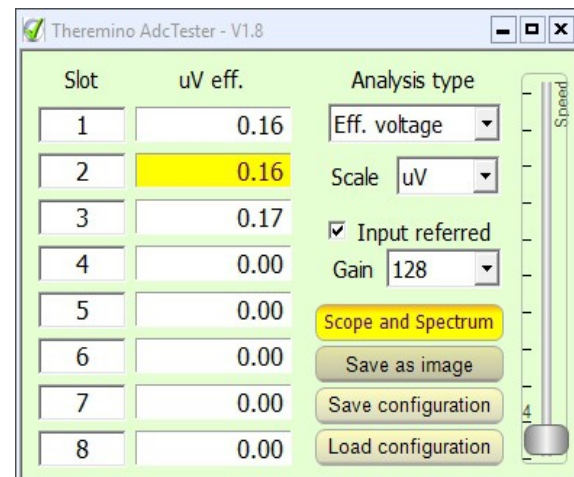 Theremino AdcTester - V1.8
Slot uV eff. Analysis type
1 0.16 Eff. voltage
2 0.16 Scale uV
3 0.17 Input referred
4 0.00 Gain 128
5 0.00 Scope and Spectrum
6 0.00 Save as image
7 0.00 Save configuration
8 0.00 Load configuration
Speed
4